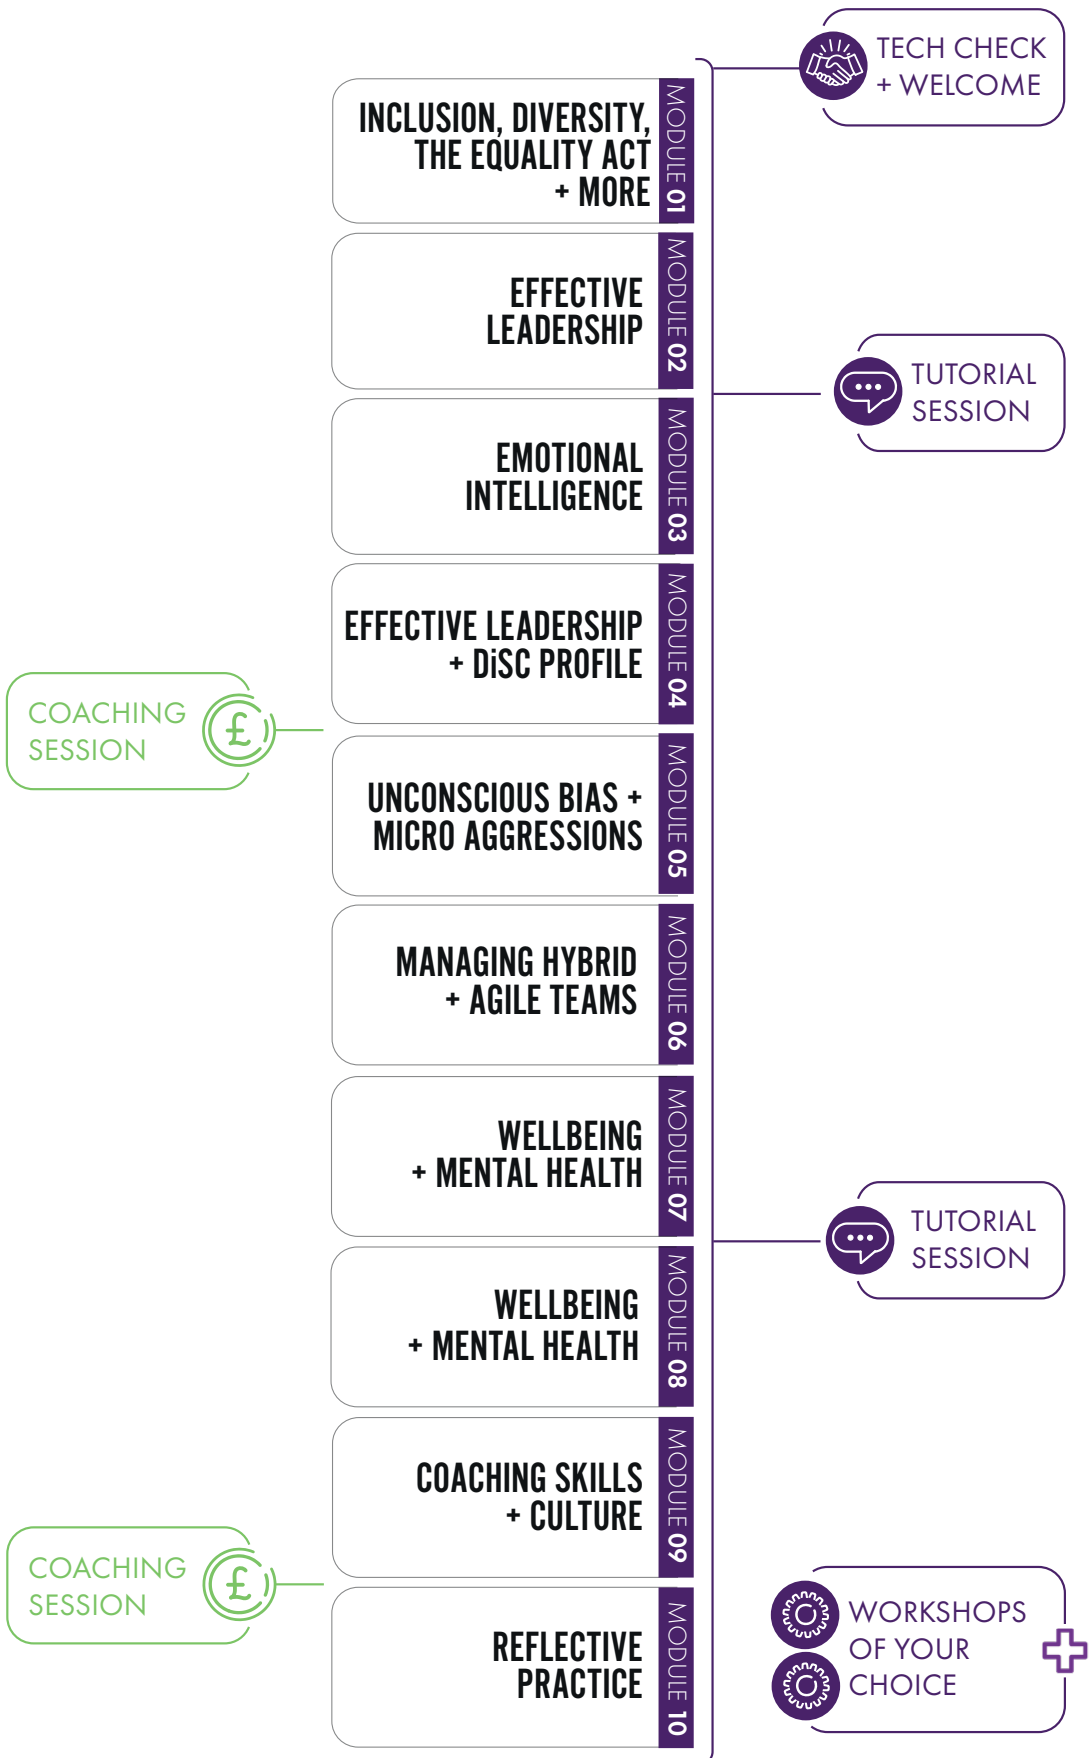 TECH CHECK
+ WELCOME
INCLUSION, DIVERSITY,
THE EQUALITY ACT
+ MORE
MODULE 01
EFFECTIVE
LEADERSHIP
MODULE 02
TUTORIAL
SESSION
EMOTIONAL
INTELLIGENCE
MODULE 03
EFFECTIVE LEADERSHIP
+ DiSC PROFILE
MODULE 04
COACHING
SESSION
£
UNCONSCIOUS BIAS +
MICRO AGGRESSIONS
MODULE 05
MANAGING HYBRID
+ AGILE TEAMS
MODULE 06
WELLBEING
+ MENTAL HEALTH
MODULE 07
TUTORIAL
SESSION
WELLBEING
+ MENTAL HEALTH
MODULE 08
COACHING SKILLS
+ CULTURE
MODULE 09
COACHING
SESSION
£
REFLECTIVE
PRACTICE
MODULE 10
WORKSHOPS
OF YOUR
CHOICE